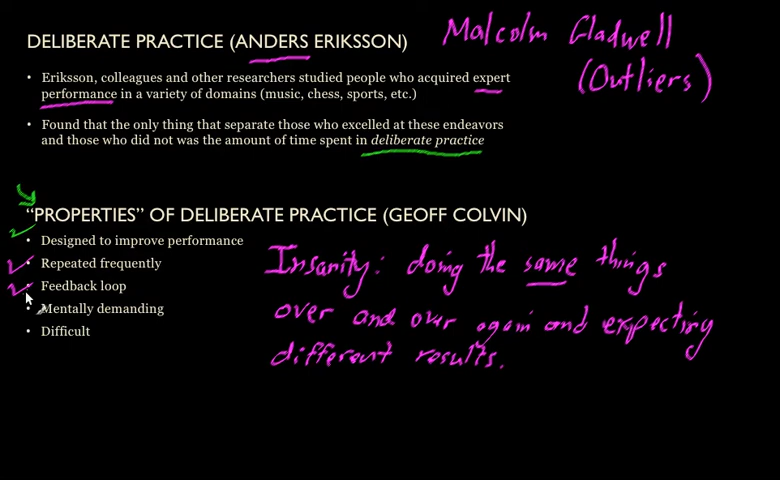 DELIBERATE PRACTICE (ANDERS ERIKSSON)
Malcolm Gladwell
(Outliers)
• Eriksson, colleagues and other researchers studied people who acquired expert
performance in a variety of domains (music, chess, sports, etc.)
• Found that the only thing that separate those who excelled at these endeavors
and those who did not was the amount of time spent in deliberate practice
“PROPERTIES” OF DELIBERATE PRACTICE (GEOFF COLVIN)
• Designed to improve performance
• Repeated frequently
• Feedback loop
• Mentally demanding
• Difficult
Insanity: doing the same things
over and over again and expecting
different results.